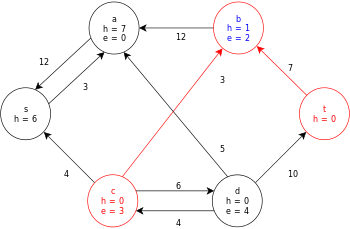 a
h = 7
e = 0
b
h = 1
e = 2
12
12
3
3
7
s
h = 6
t
h = 0
5
4
10
c
h = 0
e = 3
6
4
d
h = 0
e = 4